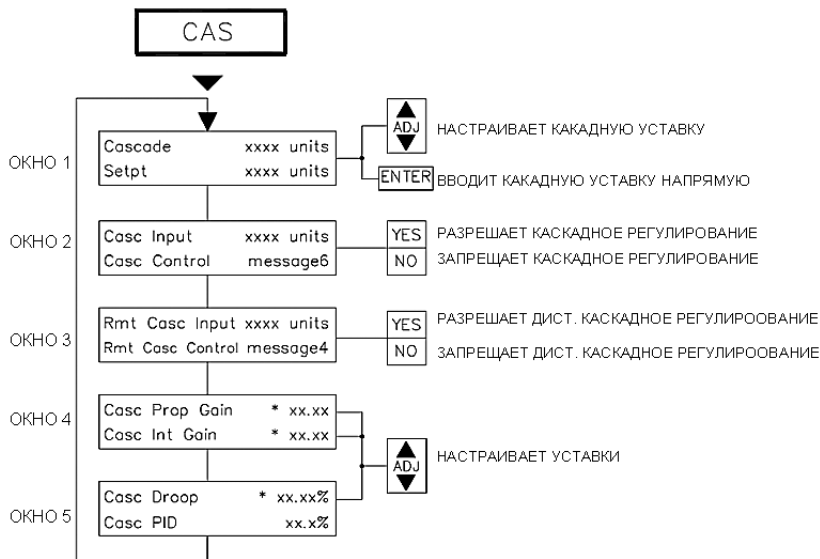 CAS
ОКНО 1
Cascade xxxx units
Setpt xxxx units
ADJ
НАСТРАИВАЕТ КАКАДНУЮ УСТАВКУ
ENTER
ВВОДИТ КАКАДНУЮ УСТАВКУ НАПРЯМУЮ
ОКНО 2
Casc Input xxxx units
Casc Control message6
YES
РАЗРЕШАЕТ КАСКАДНОЕ РЕГУЛИРОВАНИЕ
NO
ЗАПРЕЩАЕТ КАСКАДНОЕ РЕГУЛИРОВАНИЕ
ОКНО 3
Rmt Casc Input xxxx units
Rmt Casc Control message4
YES
РАЗРЕШАЕТ ДИСТ. КАСКАДНОЕ РЕГУЛИРООВАНИЕ
NO
ЗАПРЕЩАЕТ ДИСТ. КАСКАДНОЕ РЕГУЛИРООВАНИЕ
ОКНО 4
Casc Prop Gain * xx.xx
Casc Int Gain * xx.xx
ADJ
НАСТРАИВАЕТ УСТАВКИ
ОКНО 5
Casc Droop * xx.xx%
Casc PID xx.x%